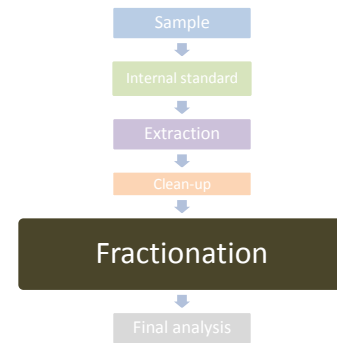 Sample
Internal standard
Extraction
Clean-up
Fractionation
Final analysis